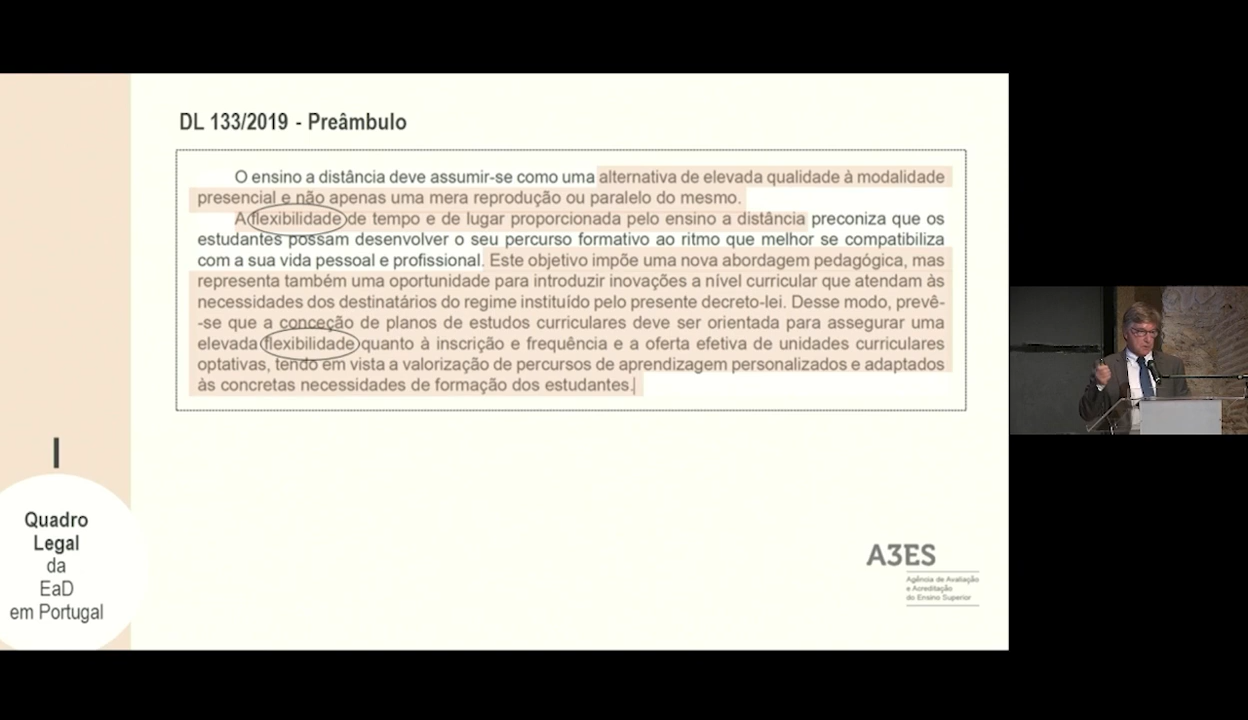 DL 133/2019 - Preâmbulo
O ensino a distância deve assumir-se como uma alternativa de elevada qualidade à modalidade
presencial e não apenas uma mera reprodução ou paralelo do mesmo.
A flexibilidade de tempo e de lugar proporcionada pelo ensino a distância preconiza que os
estudantes possam desenvolver o seu percurso formativo ao ritmo que melhor se compatibiliza
com a sua vida pessoal e profissional. Este objetivo impõe uma nova abordagem pedagógica, mas
representa também uma oportunidade para introduzir inovações a nível curricular que atendam às
necessidades dos destinatários do regime instituído pelo presente decreto-lei. Desse modo, prevê-
-se que a conceção de planos de estudos curriculares deve ser orientada para assegurar uma
elevada flexibilidade quanto à inscrição e frequência e a oferta efetiva de unidades curriculares
optativas, tendo em vista a valorização de percursos de aprendizagem personalizados e adaptados
às concretas necessidades de formação dos estudantes.
I
Quadro
Legal
da
EaD
em Portugal
A3ES
Agência de Avaliação
e Acreditação
do Ensino Superior